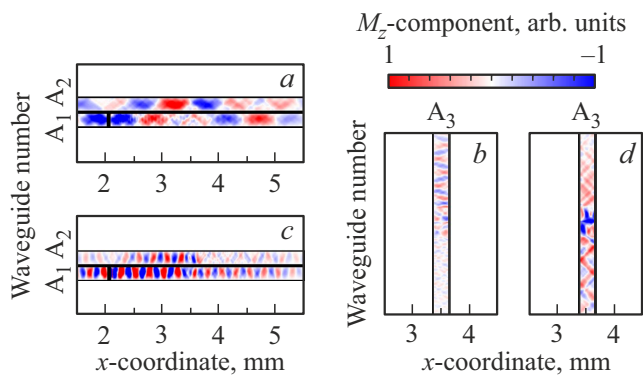 M_z-component, arb. units
1
−1
a
A_2
A_1
2
3
4
5
c
A_2
A_1
2
3
4
5
x-coordinate, mm
Waveguide number
A_3
b
3
4
A_3
d
3
4
x-coordinate, mm
Waveguide number